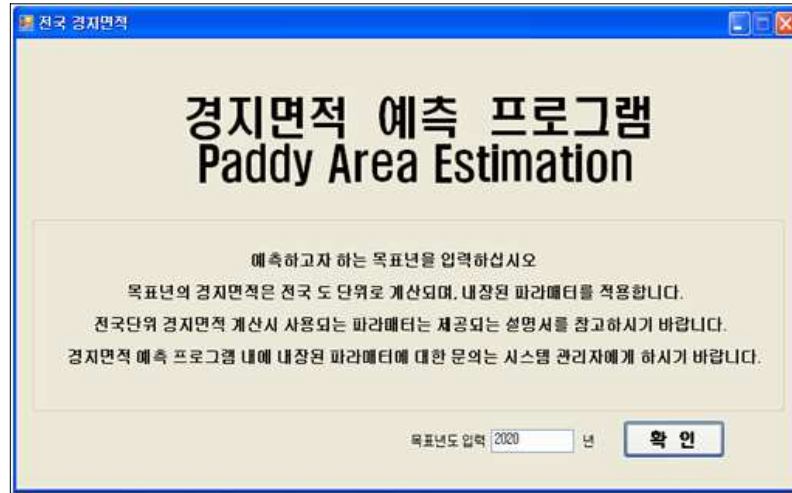 전국 경지면적
경지면적 예측 프로그램
Paddy Area Estimation
예측하고자 하는 목표년을 입력하십시오
목표년의 경지면적은 전국 도 단위로 계산되며, 내장된 파라매터를 적용합니다.
전국단위 경지면적 계산시 사용되는 파라매터는 제공되는 설명서를 참고하시기 바랍니다.
경지면적 예측 프로그램 내에 내장된 파라매터에 대한 문의는 시스템 관리자에게 하시기 바랍니다.
목표년도 입력 2020 년 확 인